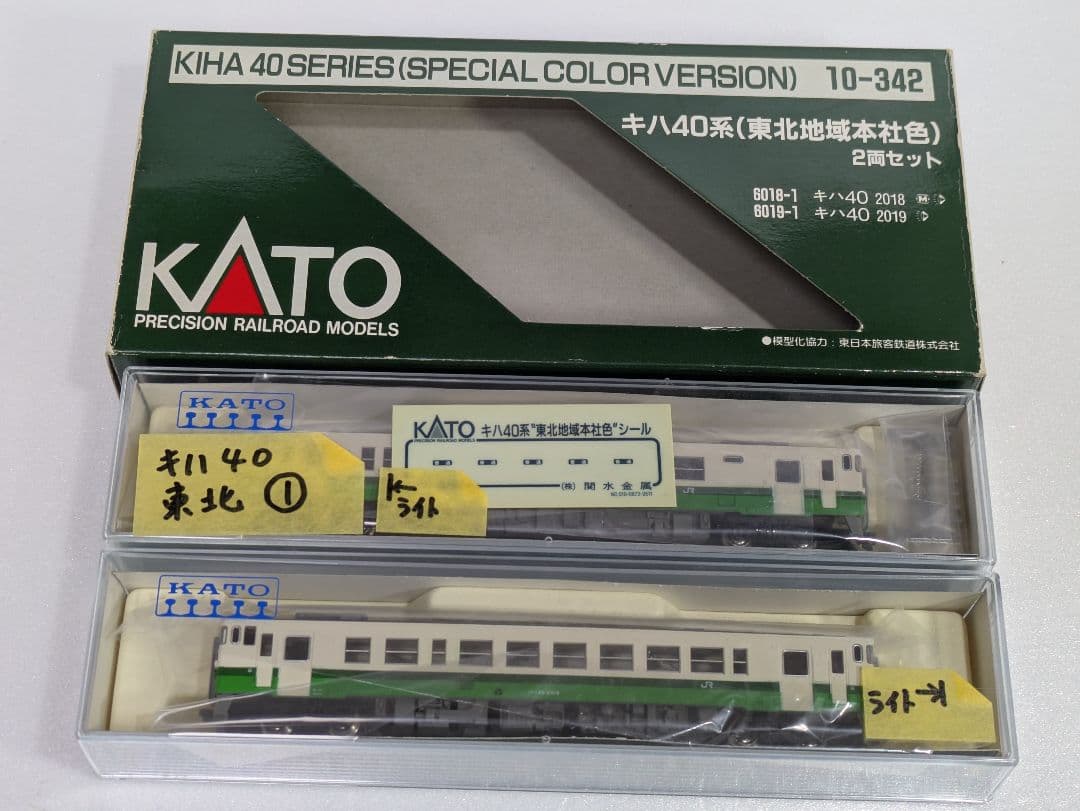 KIHA 40 SERIES (SPECIAL COLOR VERSION) 10-342
キハ40系(東北地域本社色)
2両セット
6018-1 キハ40 2018 M
6019-1 キハ40 2019
KATO
PRECISION RAILROAD MODELS
●模型化協力：東日本旅客鉄道株式会社
KATO
KATO キハ40系"東北地域本社色"シール
PRECISION RAILROAD MODELS
(株)関水金属
キハ40
東北 ①
ライト
JR
KATO
JR
ライト